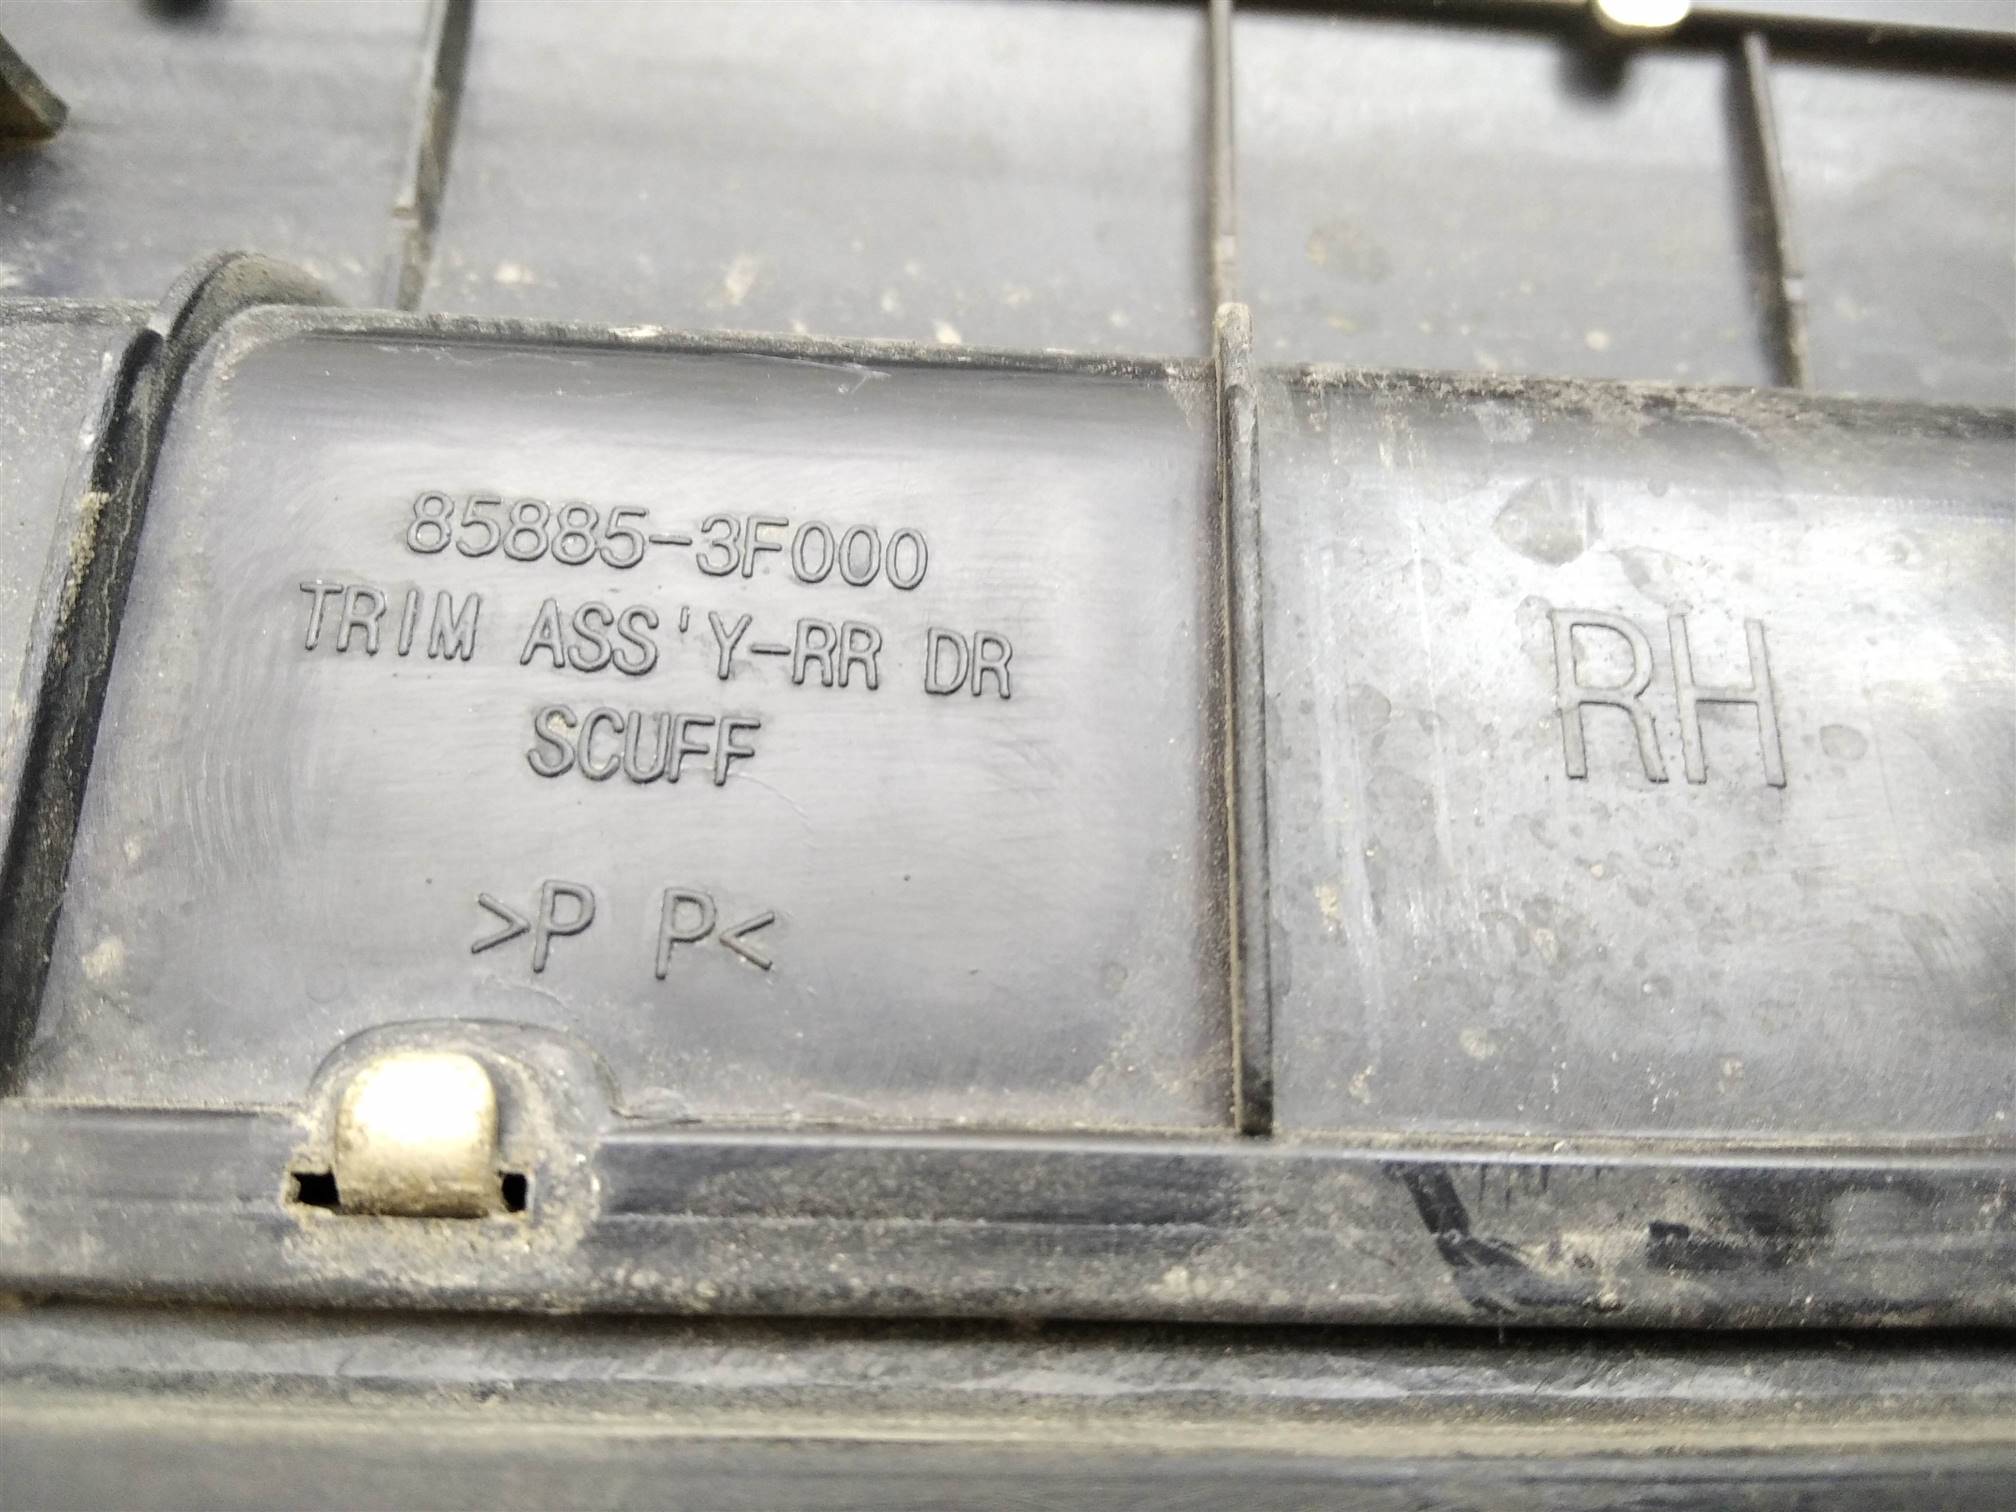 85885-3F000
TRIM ASS'Y-RR DR
SCUFF
>P P<
RH